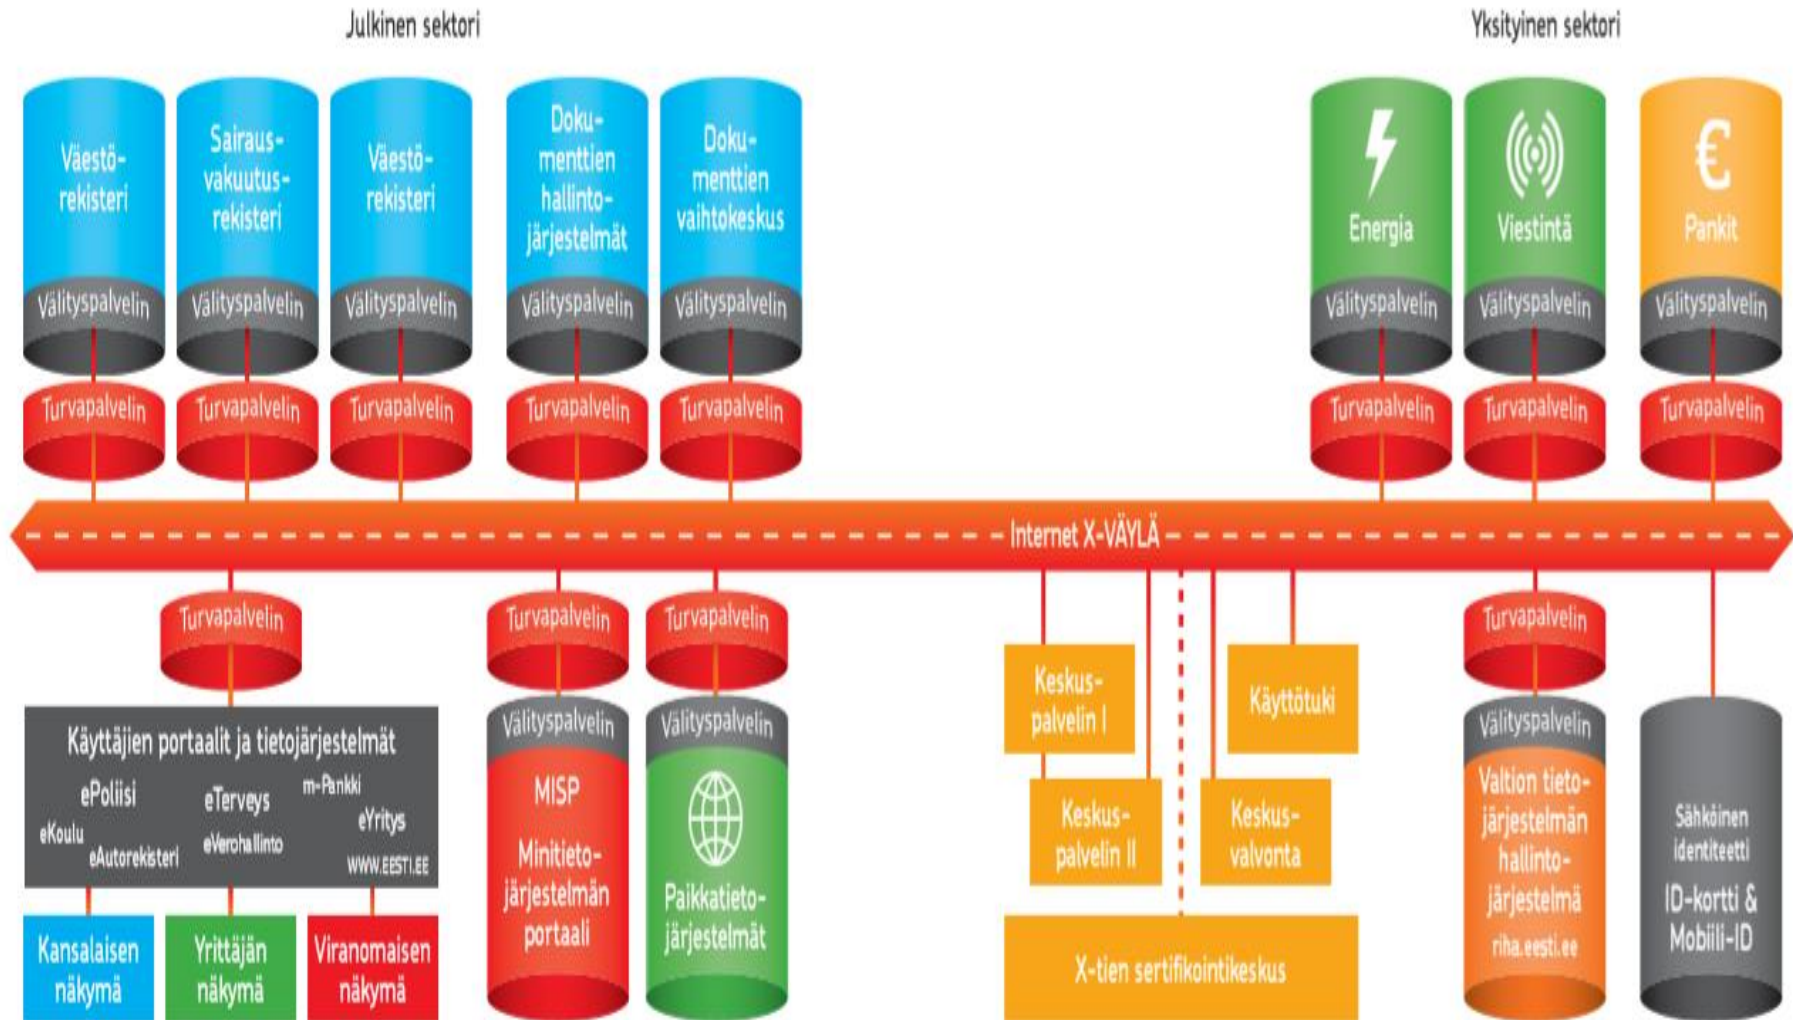 Julkinen sektori
Yksityinen sektori
Väestö-
rekisteri
Sairaus-
vakuutus-
rekisteri
Väestö-
rekisteri
Doku-
menttien
hallinto-
järjestelmät
Doku-
menttien
vaihtokeskus
Energia
Viestintä
€
Pankit
Välityspalvelin
Välityspalvelin
Välityspalvelin
Välityspalvelin
Välityspalvelin
Välityspalvelin
Välityspalvelin
Välityspalvelin
Turvapalvelin
Turvapalvelin
Turvapalvelin
Turvapalvelin
Turvapalvelin
Turvapalvelin
Turvapalvelin
Turvapalvelin
Internet X-VÄYLÄ
Turvapalvelin
Turvapalvelin
Turvapalvelin
Turvapalvelin
Käyttäjien portaalit ja tietojärjestelmät
ePoliisi
eTerveys
m-Pankki
eKoulu
eAutorekisteri
eVerohallinto
eYritys
WWW.EESTI.EE
Kansalaisen
näkymä
Yrittäjän
näkymä
Viranomaisen
näkymä
Välityspalvelin
MISP
Minitieto-
järjestelmän
portaali
Välityspalvelin
Paikkatieto-
järjestelmät
Keskus-
palvelin I
Keskus-
palvelin II
Käyttötuki
Keskus-
valvonta
X-tien sertifikointikeskus
Välityspalvelin
Valtion tieto-
järjestelmän
hallinto-
järjestelmä
riha.eesti.ee
Sähköinen
identiteetti
ID-kortti &
Mobiili-ID